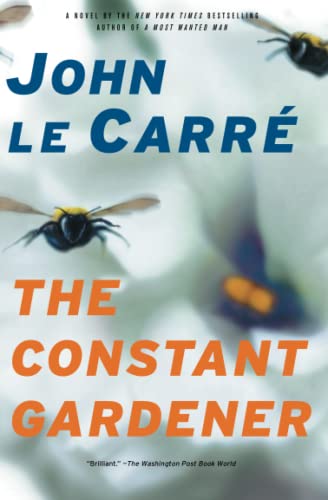 A NOVEL BY THE NEW YORK TIMES BESTSELLING
AUTHOR OF A MOST WANTED MAN
JOHN
LE CARRÉ
THE
CONSTANT
GARDENER
"Brilliant." —The Washington Post Book World